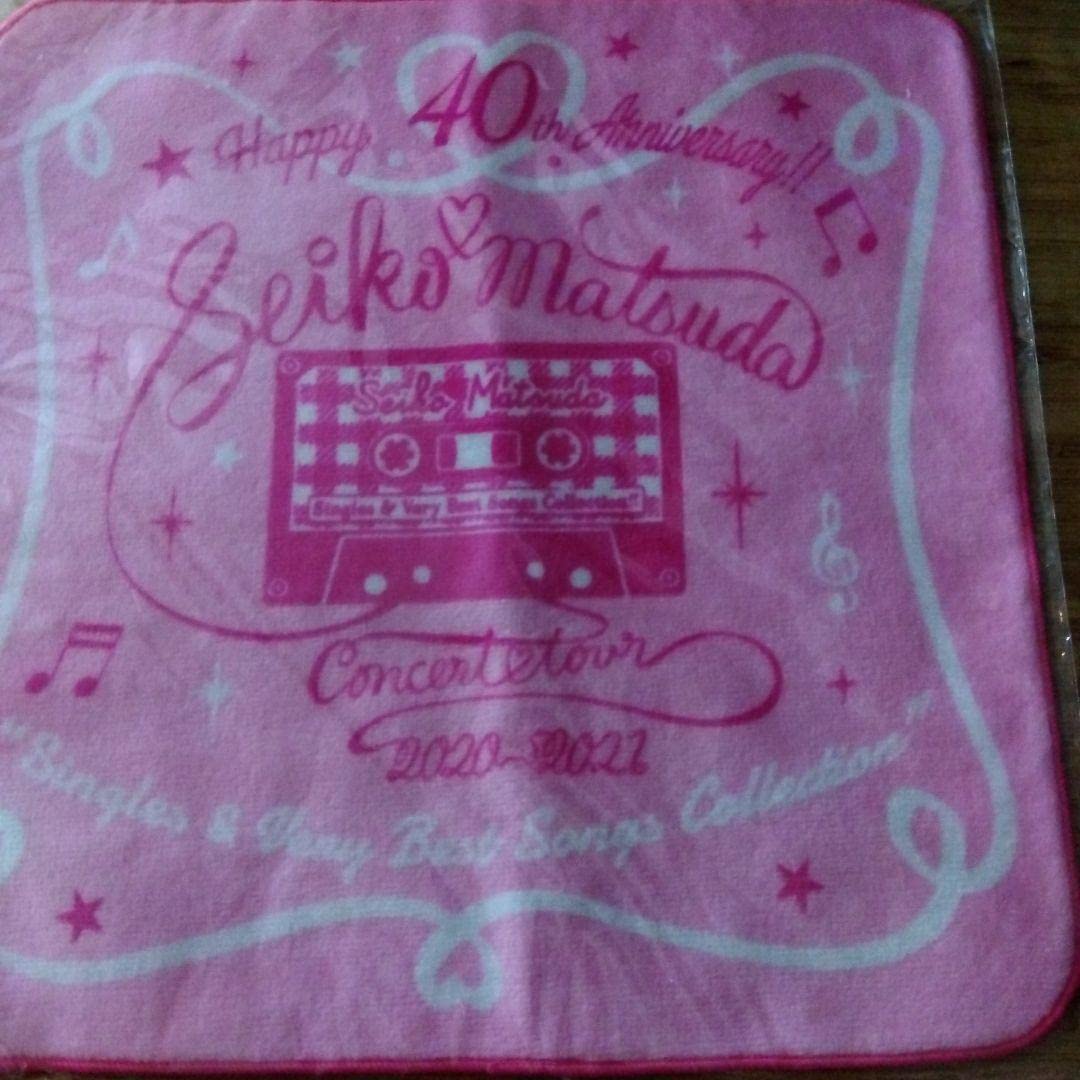 Happy 40th Anniversary!!
Seiko Matsuda
Seiko Matsuda
Singles & Very Best Songs Collection!!
Concert tour
2020~2021
"Singles & Very Best Songs Collection"